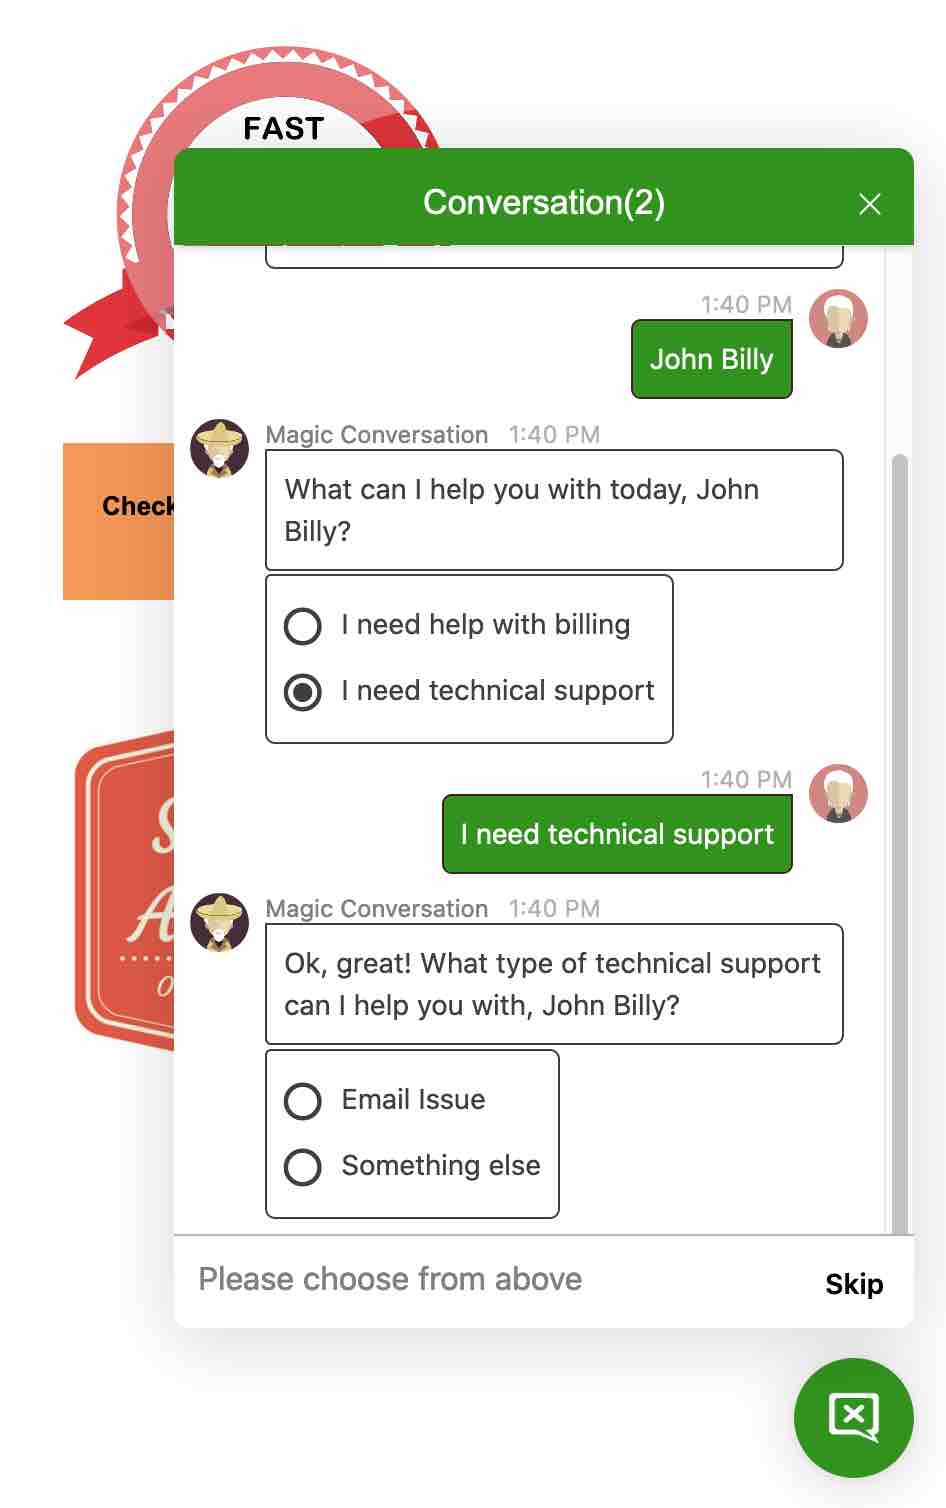 FAST
Conversation(2)
1:40 PM
John Billy
Magic Conversation 1:40 PM
What can I help you with today, John
Billy?
Check
I need help with billing
I need technical support
1:40 PM
I need technical support
Magic Conversation 1:40 PM
Ok, great! What type of technical support
can I help you with, John Billy?
Email Issue
Something else
Please choose from above
Skip